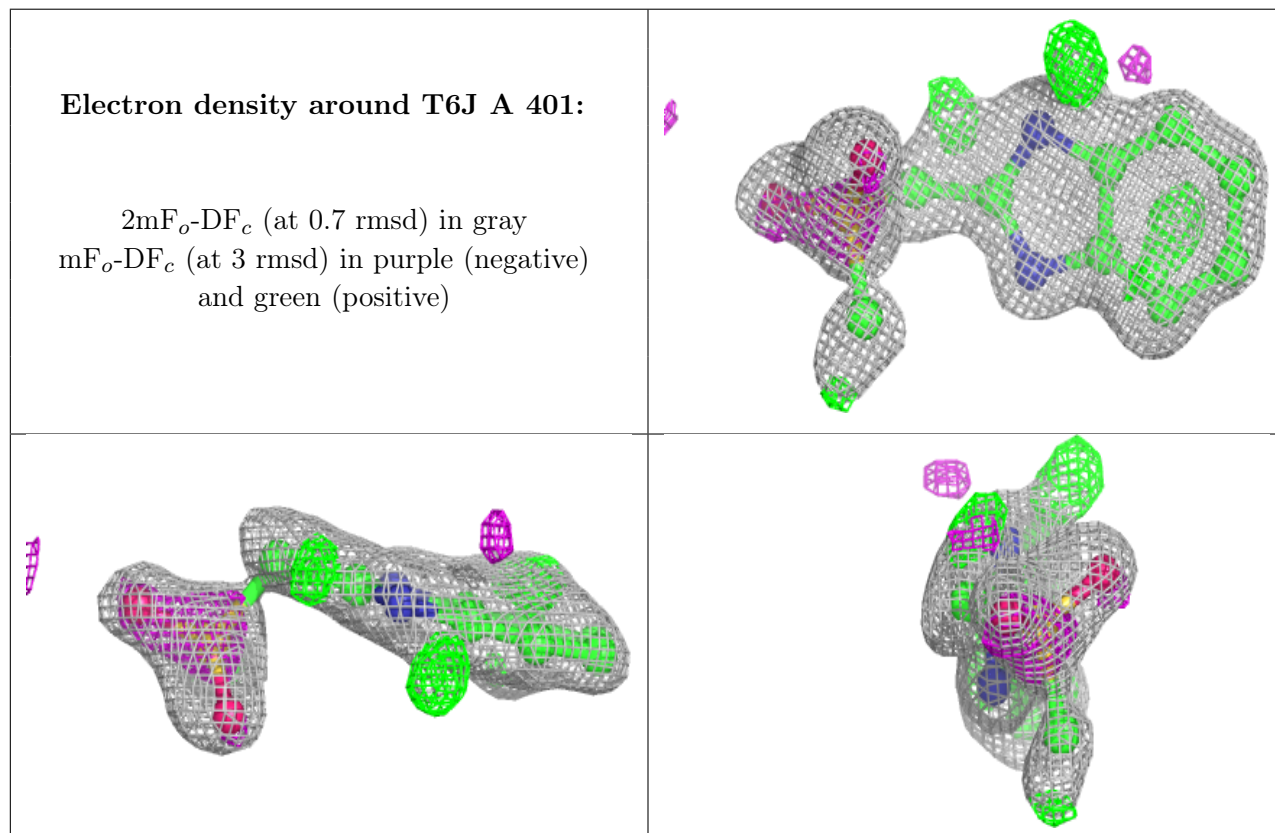 Electron density around T6J A 401:
2mFo-DFc (at 0.7 rmsd) in gray
mFo-DFc (at 3 rmsd) in purple (negative)
and green (positive)